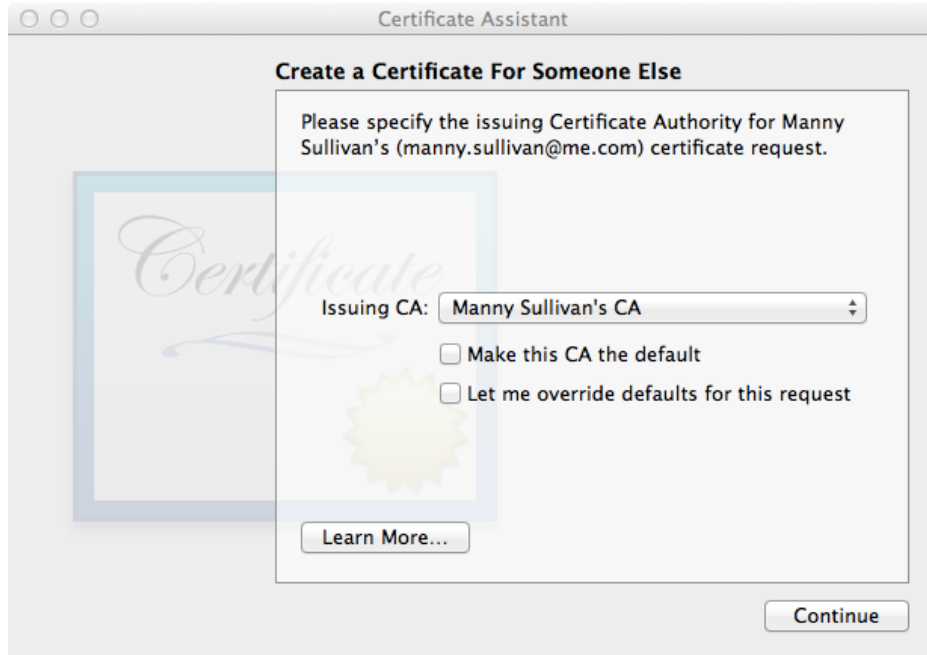 Certificate Assistant
Create a Certificate For Someone Else
Please specify the issuing Certificate Authority for Manny
Sullivan's (manny.sullivan@me.com) certificate request.
Certificate
Issuing CA: Manny Sullivan's CA
Make this CA the default
Let me override defaults for this request
Learn More...
Continue